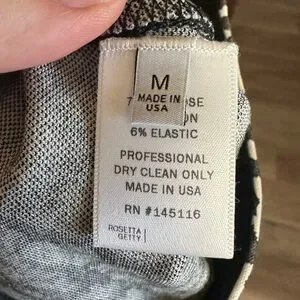 M
MADE IN
USA
6% ELASTIC
PROFESSIONAL
DRY CLEAN ONLY
MADE IN USA
RN #145116
ROSETTA
GETTY